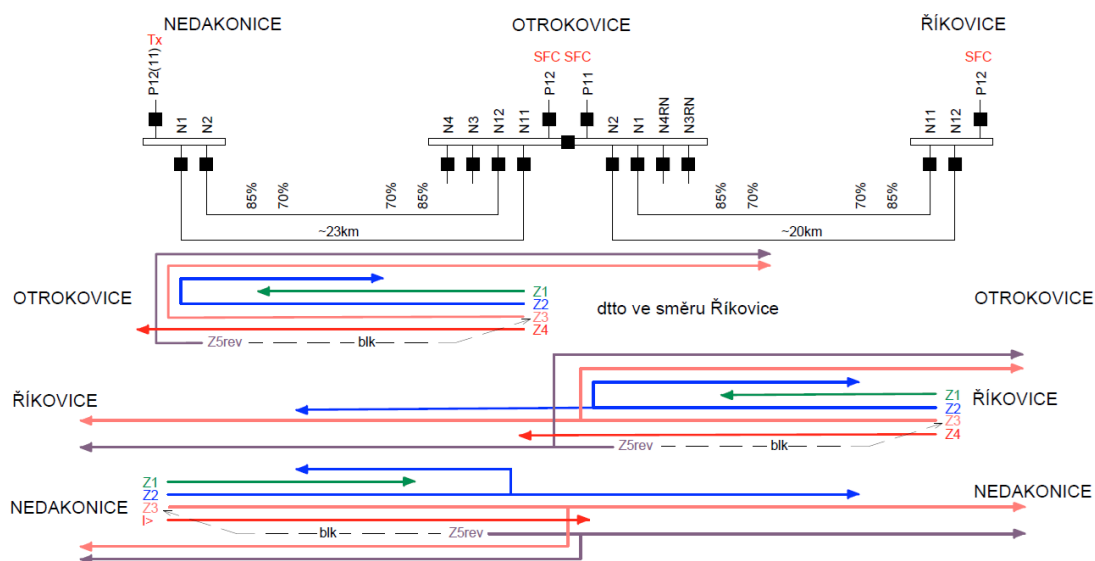 NEDAKONICE
OTROKOVICE
ŘÍKOVICE
Tx
SFC SFC
SFC
P12(11)
P12
P11
P12
N1
N2
N4
N3
N12
N11
N2
N1
N4RN
N3RN
N11
N12
85%
70%
70%
85%
85%
70%
70%
85%
~23km
~20km
OTROKOVICE
Z1
Z2
Z3
Z4
Z5rev
blk
dtto ve směru Říkovice
OTROKOVICE
ŘÍKOVICE
Z1
Z2
Z3
Z4
Z5rev
blk
ŘÍKOVICE
NEDAKONICE
Z1
Z2
Z3
I>
blk
Z5rev
NEDAKONICE